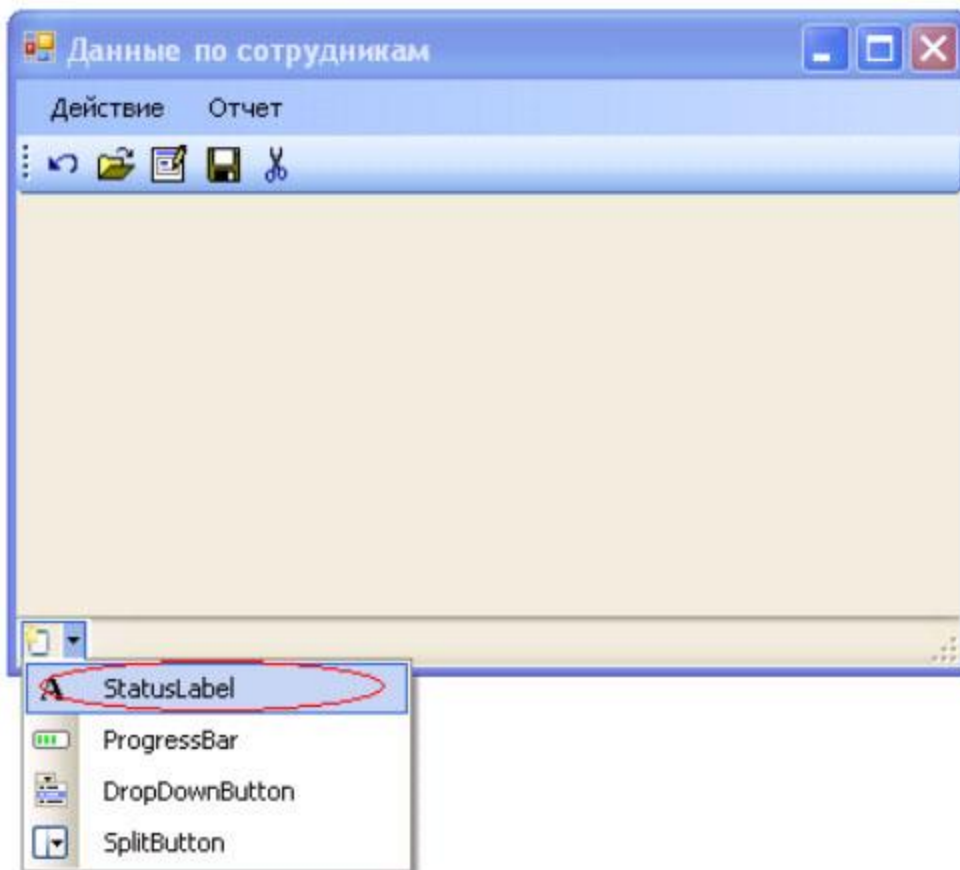 Данные по сотрудникам
Действие Отчет
StatusLabel
ProgressBar
DropDownButton
SplitButton